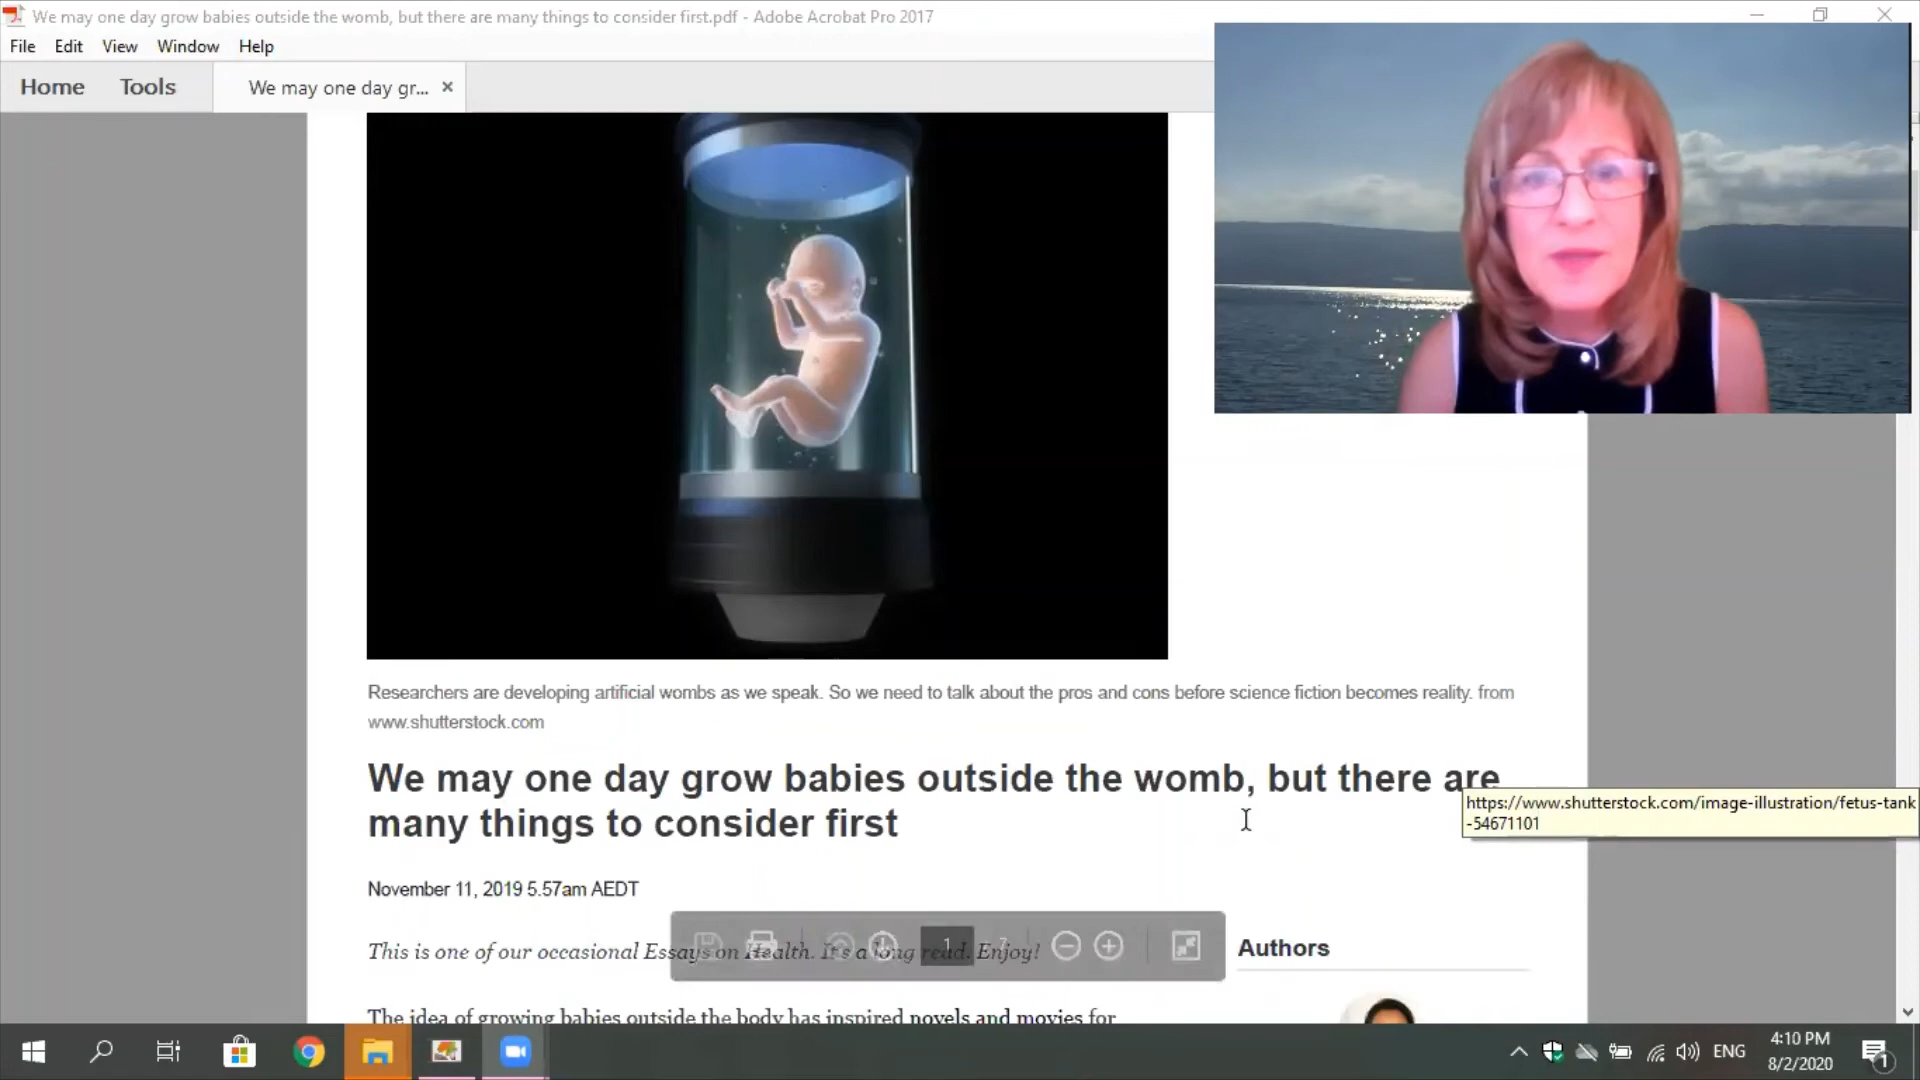 We may one day grow babies outside the womb, but there are many things to consider first.pdf - Adobe Acrobat Pro 2017
File Edit View Window Help
Home Tools We may one day gr... ×
Researchers are developing artificial wombs as we speak. So we need to talk about the pros and cons before science fiction becomes reality. from
www.shutterstock.com
We may one day grow babies outside the womb, but there are
many things to consider first
https://www.shutterstock.com/image-illustration/fetus-tank
-54671101
November 11, 2019 5.57am AEDT
This is one of our occasional Essays on Health. It's a long read. Enjoy!
1 7
Authors
The idea of growing babies outside the body has inspired novels and movies for
ENG
4:10 PM
8/2/2020
1